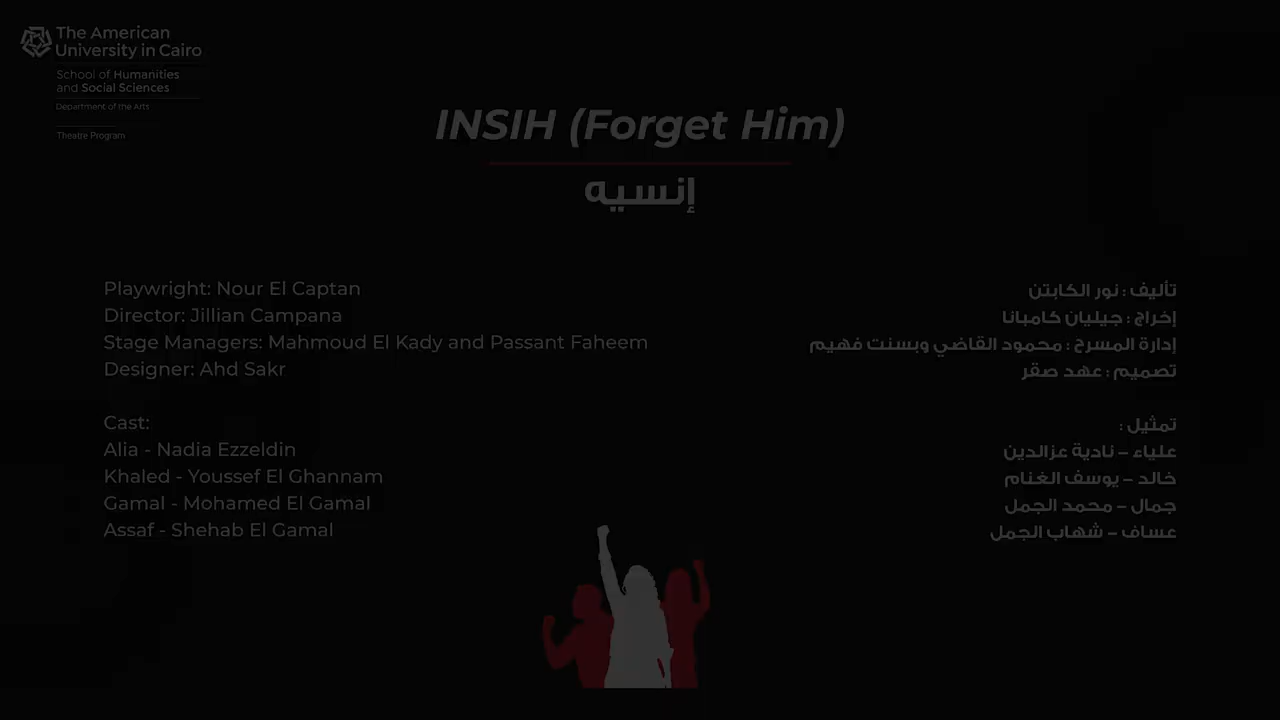 The American
University in Cairo
School of Humanities
and Social Sciences
Department of the Arts
Theatre Program
INSIH (Forget Him)
إنسيه
Playwright: Nour El Captan
Director: Jillian Campana
Stage Managers: Mahmoud El Kady and Passant Faheem
Designer: Ahd Sakr
Cast:
Alia - Nadia Ezzeldin
Khaled - Youssef El Ghannam
Gamal - Mohamed El Gamal
Assaf - Shehab El Gamal
تأليف : نور الكابتن
إخراج : جيليان كامبانا
إدارة المسرح : محمود القاضي وبسنت فهيم
تصميم : عهد صقر
تمثيل :
علياء – نادية عزالدين
خالد – يوسف الغنام
جمال – محمد الجمل
عساف – شهاب الجمل